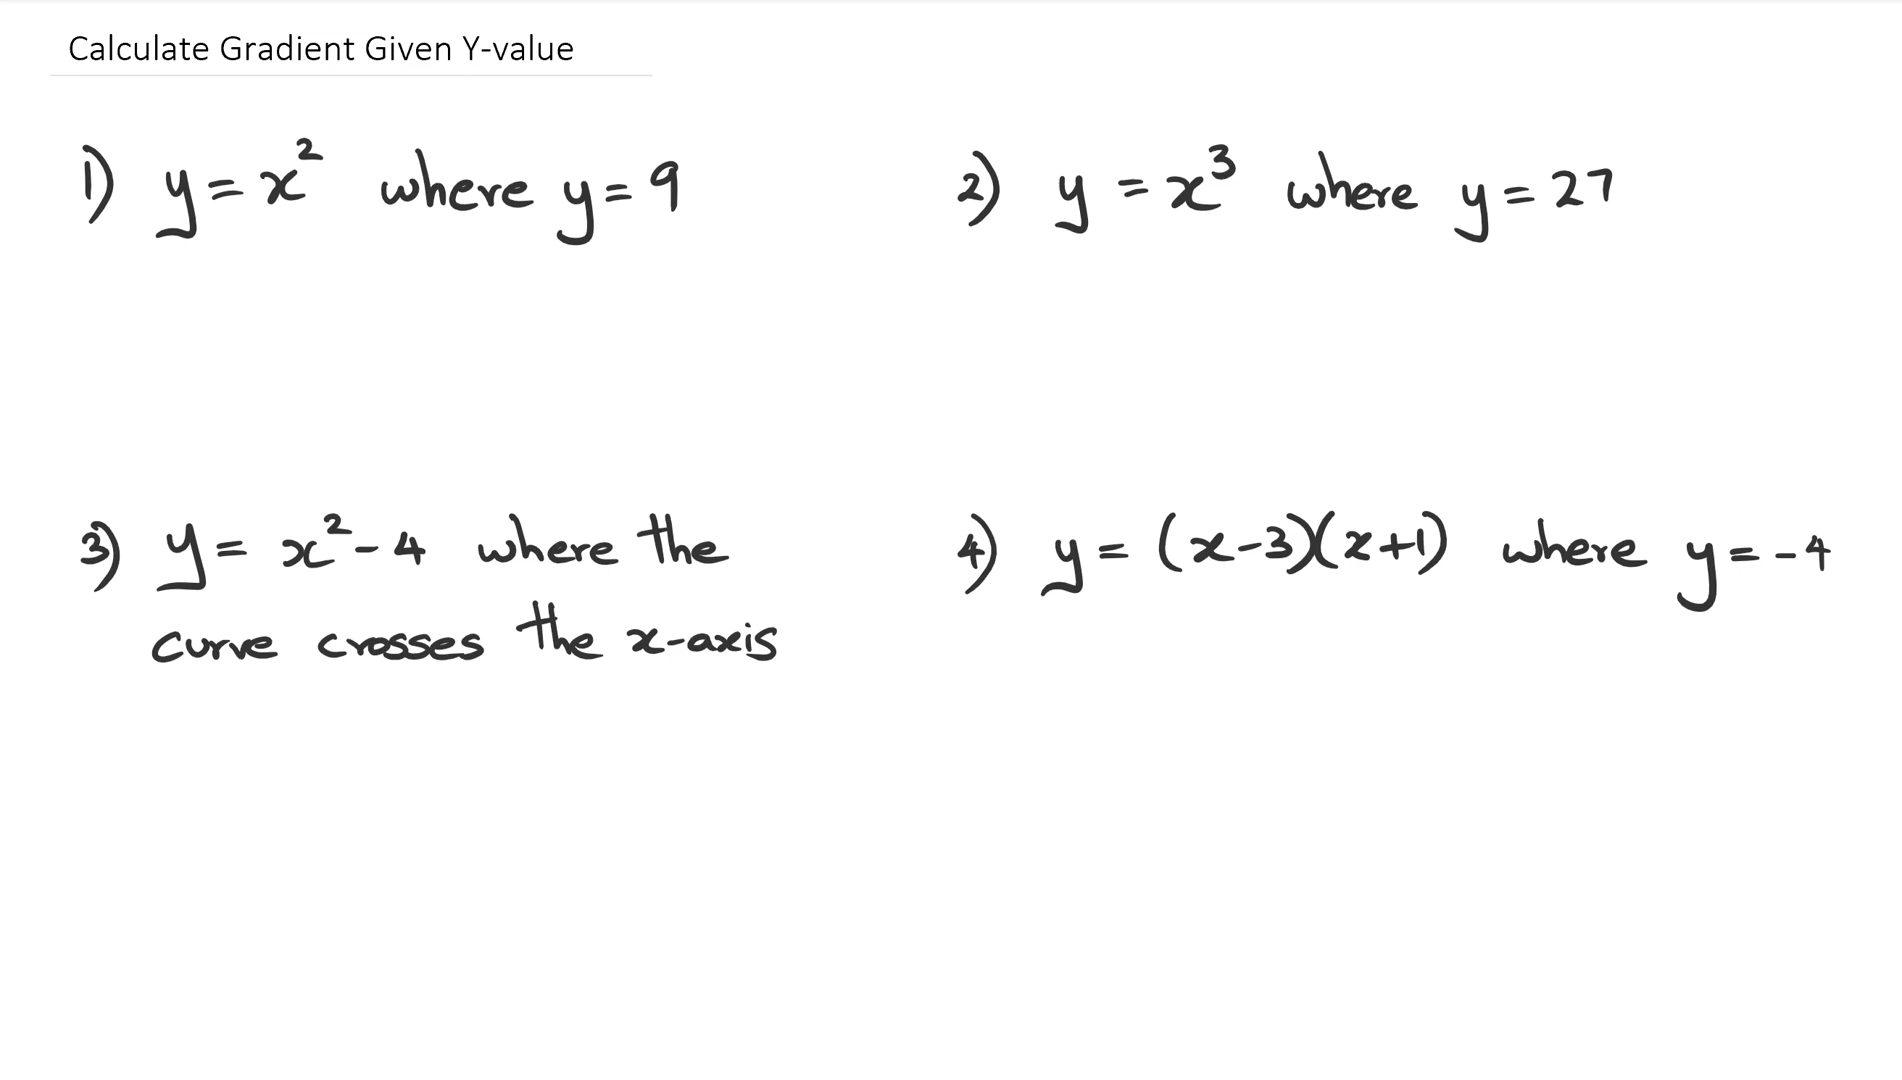 Calculate Gradient Given Y-value
1) y = x² where y = 9
2) y = x³ where y = 27
3) y = x² - 4 where the
curve crosses the x-axis
4) y = (x-3)(x+1) where y = -4